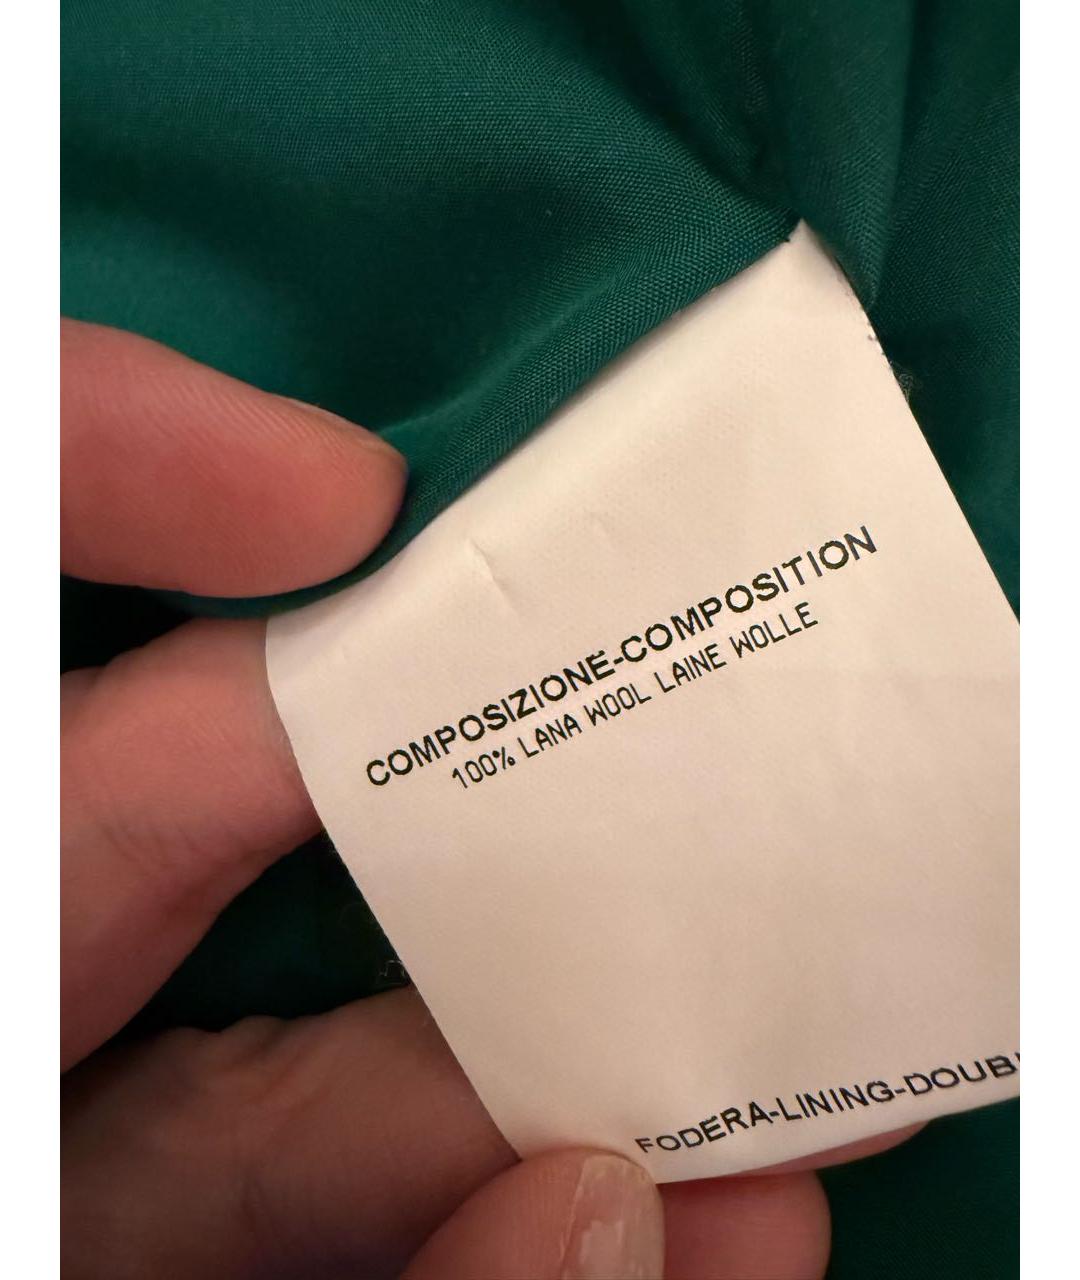 COMPOSIZIONE-COMPOSITION
100% LANA WOOL LAINE WOLLE
FODERA-LINING-DOUB